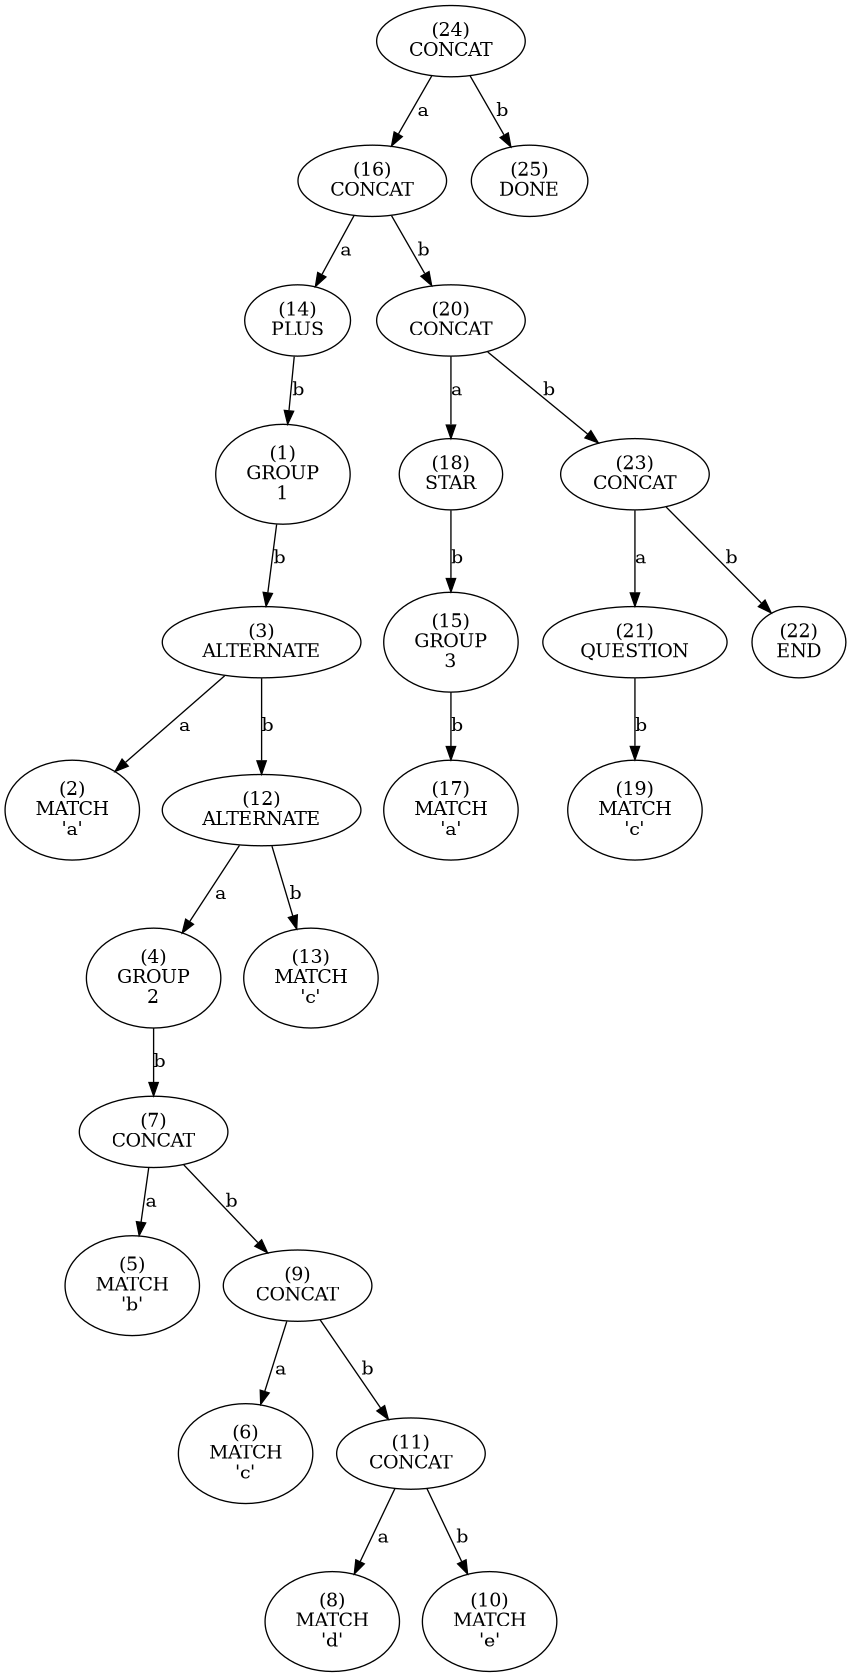 (24)
CONCAT
a
b
(16)
CONCAT
(25)
DONE
a
b
(14)
PLUS
(20)
CONCAT
b
a
b
(1)
GROUP
1
(18)
STAR
(23)
CONCAT
b
b
a
b
(3)
ALTERNATE
(15)
GROUP
3
(21)
QUESTION
(22)
END
a
b
b
b
(2)
MATCH
'a'
(12)
ALTERNATE
(17)
MATCH
'a'
(19)
MATCH
'c'
a
b
(4)
GROUP
2
(13)
MATCH
'c'
b
(7)
CONCAT
a
b
(5)
MATCH
'b'
(9)
CONCAT
a
b
(6)
MATCH
'c'
(11)
CONCAT
a
b
(8)
MATCH
'd'
(10)
MATCH
'e'